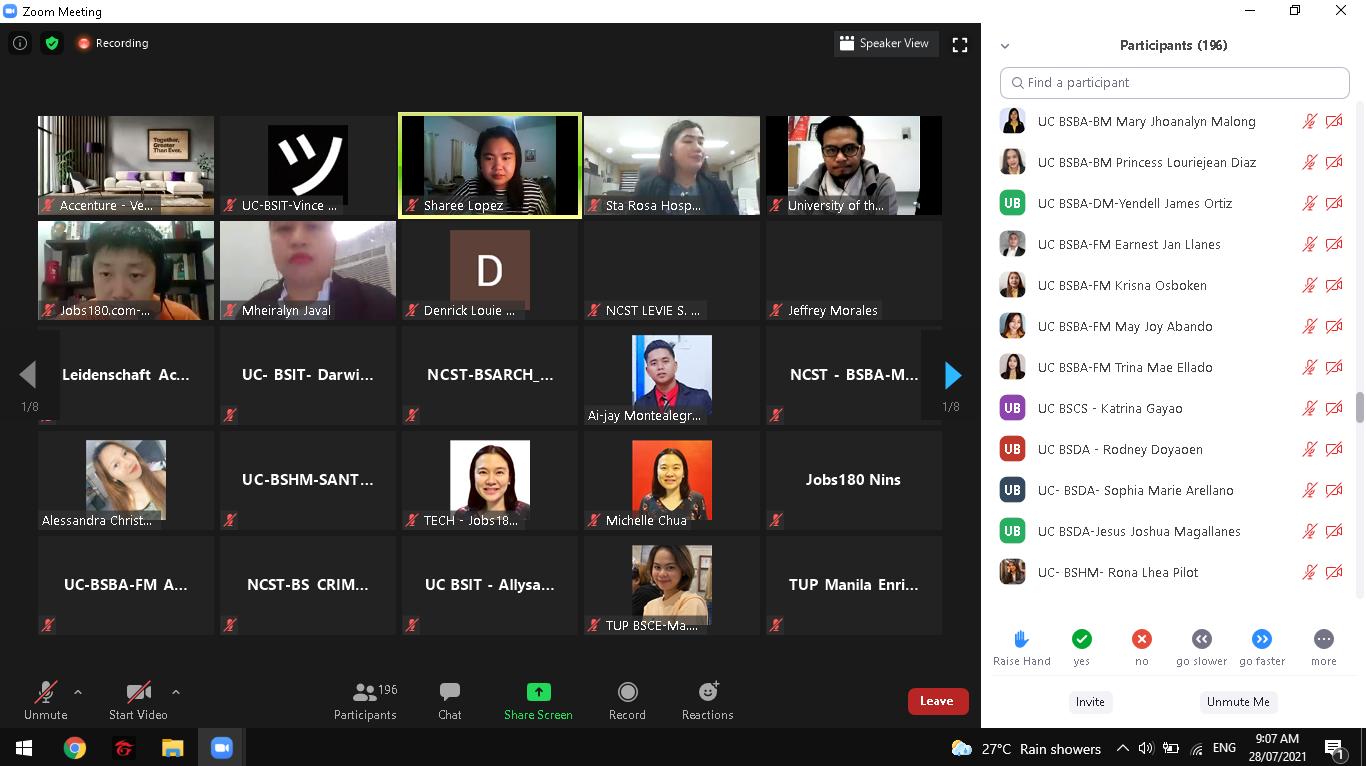 Zoom Meeting
Recording
Speaker View
Together,
Greater
Than Ever.
Accenture - Ve...
ツ
UC-BSIT-Vince ...
Sharee Lopez
Sta Rosa Hosp...
University of th...
Jobs180.com-...
Mheiralyn Javal
D
Denrick Louie ...
NCST LEVIE S. ...
Jeffrey Morales
Leidenschaft Ac...
UC- BSIT- Darwi...
NCST-BSARCH_...
Ai-jay Montealegr...
NCST - BSBA-M...
1/8
1/8
Alessandra Christ...
UC-BSHM-SANT...
TECH - Jobs18...
Michelle Chua
Jobs180 Nins
UC-BSBA-FM A...
NCST-BS CRIM...
UC BSIT - Allysa...
TUP BSCE-Ma....
TUP Manila Enri...
Unmute
Start Video
196
Participants
Chat
Share Screen
Record
Reactions
Leave
Participants (196)
Find a participant
UC BSBA-BM Mary Jhoanalyn Malong
UC BSBA-BM Princess Louriejean Diaz
UB UC BSBA-DM-Yendell James Ortiz
UC BSBA-FM Earnest Jan Llanes
UC BSBA-FM Krisna Osboken
UC BSBA-FM May Joy Abando
UC BSBA-FM Trina Mae Ellado
UB UC BSCS - Katrina Gayao
UB UC BSDA - Rodney Doyaoen
UB UC- BSDA- Sophia Marie Arellano
UB UC BSDA-Jesus Joshua Magallanes
UC- BSHM- Rona Lhea Pilot
Raise Hand yes no go slower go faster more
Invite Unmute Me
27°C Rain showers ENG
9:07 AM
28/07/2021
1